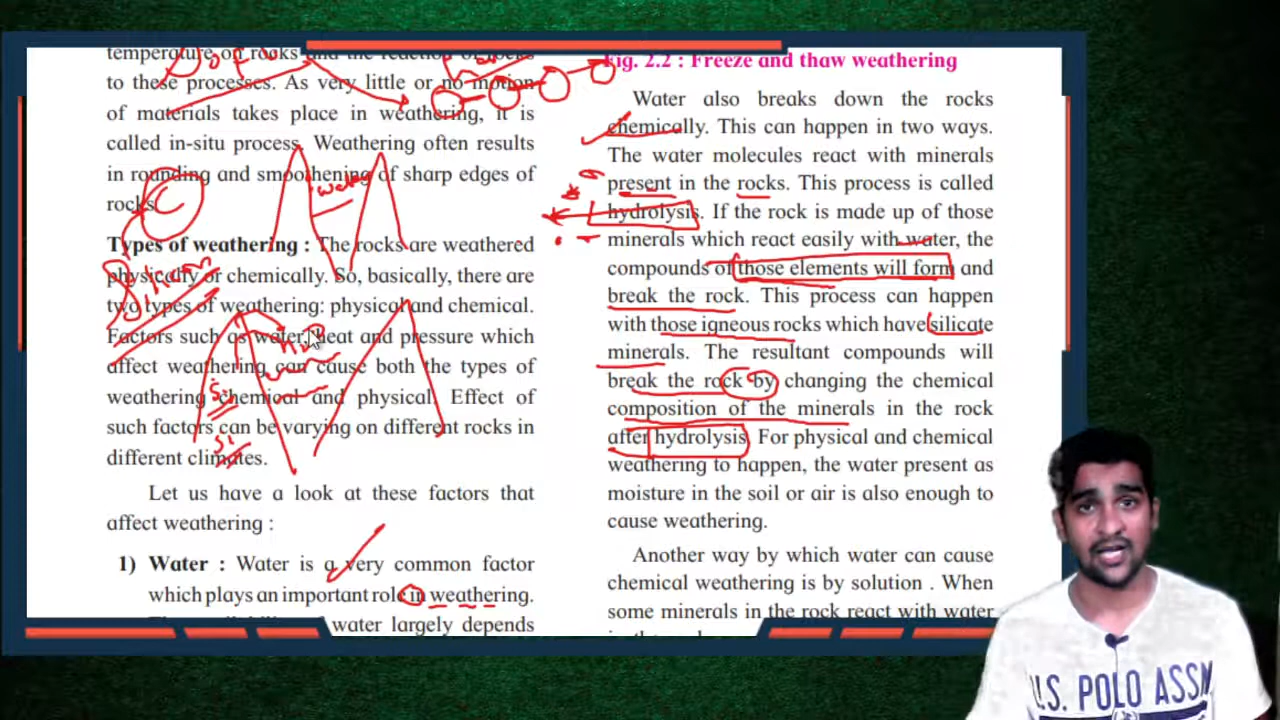 temperature on rocks and the reaction of rocks
to these processes. As very little or no motion
of materials takes place in weathering, it is
called in-situ process. Weathering often results
in rounding and smoothening of sharp edges of
rocks.
water
Types of weathering : The rocks are weathered
physically or chemically. So, basically, there are
two types of weathering: physical and chemical.
Factors such as water, heat and pressure which
affect weathering can cause both the types of
weathering chemical and physical. Effect of
such factors can be varying on different rocks in
different climates.
H2O
Si
Si
Let us have a look at these factors that
affect weathering :
1) Water : Water is a very common factor
which plays an important role in weathering.
water largely depends
Fig. 2.2 : Freeze and thaw weathering
Water also breaks down the rocks
chemically. This can happen in two ways.
The water molecules react with minerals
present in the rocks. This process is called
hydrolysis. If the rock is made up of those
minerals which react easily with water, the
compounds of those elements will form and
break the rock. This process can happen
with those igneous rocks which have silicate
minerals. The resultant compounds will
break the rock by changing the chemical
composition of the minerals in the rock
after hydrolysis. For physical and chemical
weathering to happen, the water present as
moisture in the soil or air is also enough to
cause weathering.
Another way by which water can cause
chemical weathering is by solution . When
some minerals in the rock react with water
U.S. POLO ASSN